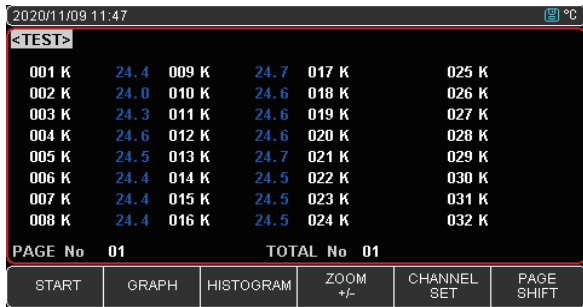 2020/11/09 11:47 °C
<TEST>
001 K 24.4 009 K 24.7 017 K 025 K
002 K 24.0 010 K 24.6 018 K 026 K
003 K 24.3 011 K 24.6 019 K 027 K
004 K 24.6 012 K 24.6 020 K 028 K
005 K 24.5 013 K 24.7 021 K 029 K
006 K 24.4 014 K 24.5 022 K 030 K
007 K 24.4 015 K 24.5 023 K 031 K
008 K 24.4 016 K 24.5 024 K 032 K
PAGE No 01 TOTAL No 01
START GRAPH HISTOGRAM ZOOM +/- CHANNEL SET PAGE SHIFT